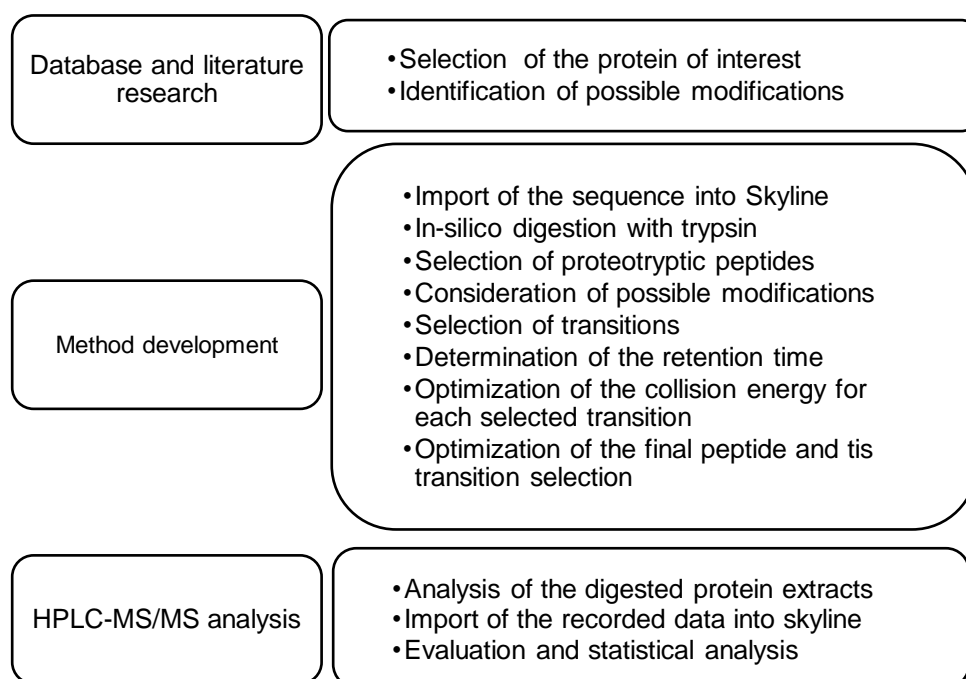 Database and literature
research
•Selection of the protein of interest
•Identification of possible modifications
Method development
•Import of the sequence into Skyline
•In-silico digestion with trypsin
•Selection of proteotryptic peptides
•Consideration of possible modifications
•Selection of transitions
•Determination of the retention time
•Optimization of the collision energy for
each selected transition
•Optimization of the final peptide and tis
transition selection
HPLC-MS/MS analysis
•Analysis of the digested protein extracts
•Import of the recorded data into skyline
•Evaluation and statistical analysis